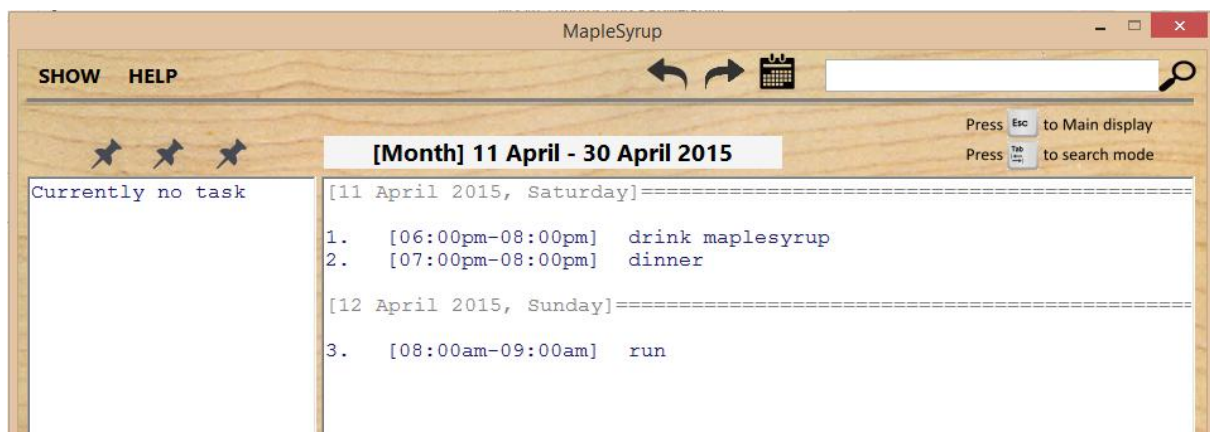 MapleSyrup
SHOW HELP
Press Esc to Main display
Press Tab to search mode
[Month] 11 April - 30 April 2015
Currently no task
[11 April 2015, Saturday]============================================
1. [06:00pm-08:00pm] drink maplesyrup
2. [07:00pm-08:00pm] dinner
[12 April 2015, Sunday]==============================================
3. [08:00am-09:00am] run